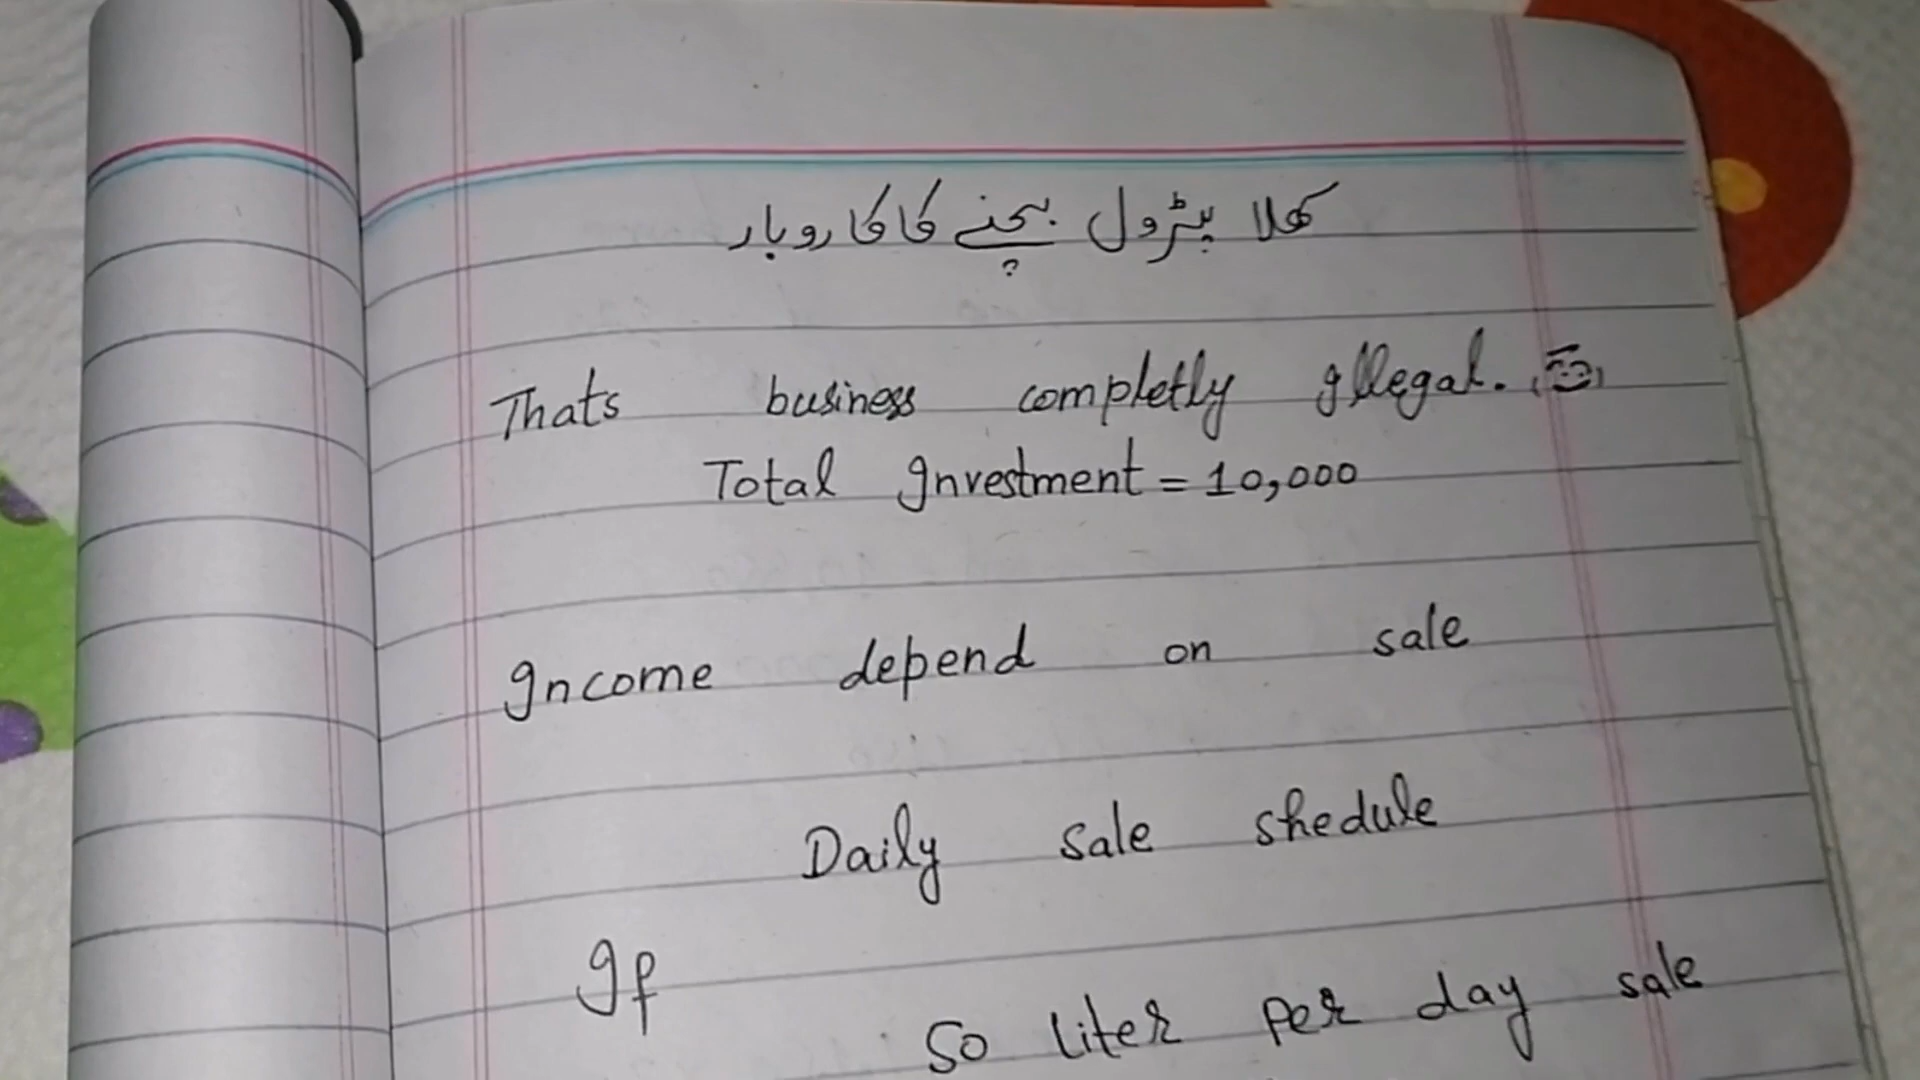 کھلا پیٹرول بیچنے کا کاروبار
Thats business completly Illegal.
Total Investment = 10,000
Income depend on sale
Daily sale shedule
If
50 liter per day sale